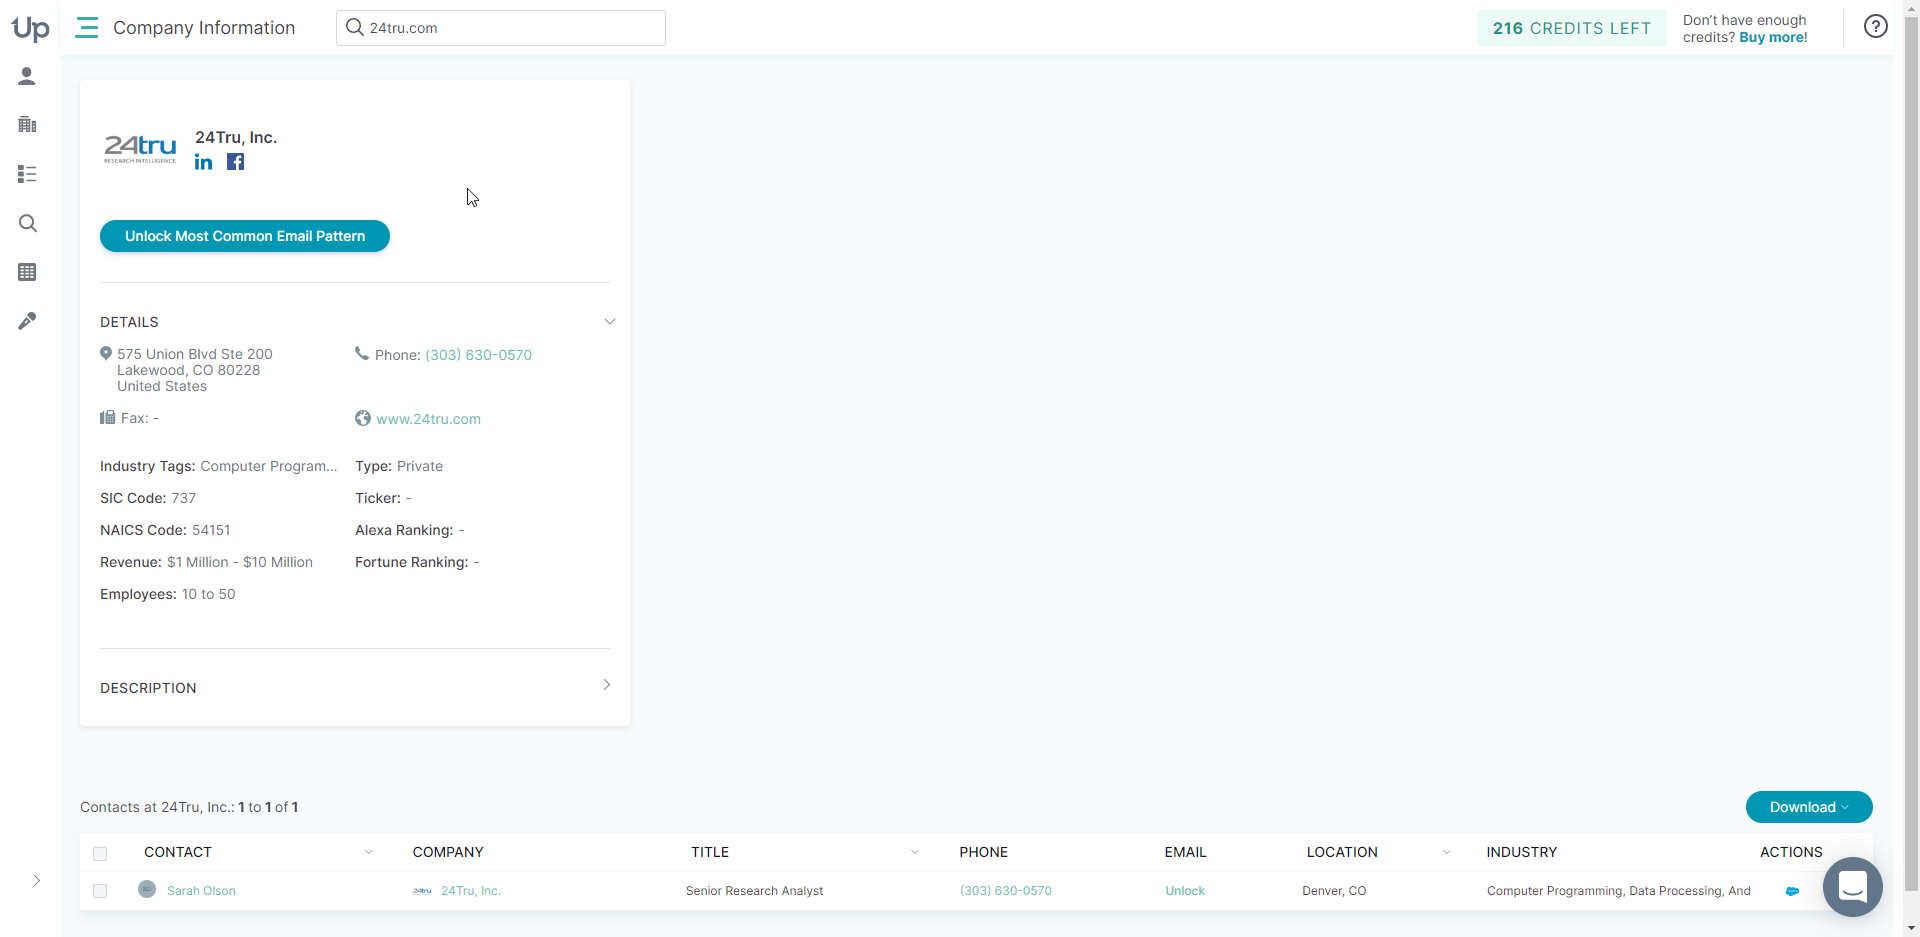 Up
Company Information
24tru.com
216 CREDITS LEFT
Don't have enough
credits? Buy more!
24tru
RESEARCH INTELLIGENCE
24Tru, Inc.
Unlock Most Common Email Pattern
DETAILS
575 Union Blvd Ste 200
Lakewood, CO 80228
United States
Phone: (303) 630-0570
Fax: -
www.24tru.com
Industry Tags: Computer Program...
Type: Private
SIC Code: 737
Ticker: -
NAICS Code: 54151
Alexa Ranking: -
Revenue: $1 Million - $10 Million
Fortune Ranking: -
Employees: 10 to 50
DESCRIPTION
Contacts at 24Tru, Inc.: 1 to 1 of 1
Download
CONTACT COMPANY TITLE PHONE EMAIL LOCATION INDUSTRY ACTIONS
SO Sarah Olson 24tru 24Tru, Inc. Senior Research Analyst (303) 630-0570 Unlock Denver, CO Computer Programming, Data Processing, And